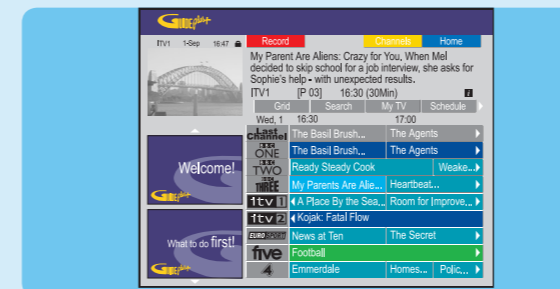 GUIDE Plus+
ITV1 1-Sep 16:47
Record Channels Home
My Parent Are Aliens: Crazy for You, When Mel
decided to skip school for a job interview, she asks for
Sophie's help - with unexpected results.
ITV1 [P 03] 16:30 (30Min) i
Grid Search My TV Schedule
Wed, 1 16:30 17:00
Last Channel The Basil Brush... The Agents
BBC ONE The Basil Brush... The Agents
BBC TWO Ready Steady Cook Weake...
BBC THREE My Parents Are Alie... Heartbeat...
itv 1 A Place By the Sea... Room for Improve...
itv 2 Kojak: Fatal Flow
EUROSPORT News at Ten The Secret
five Football
4 Emmerdale Homes... Polic...
Welcome!
GUIDE Plus+
What to do first!
GUIDE Plus+